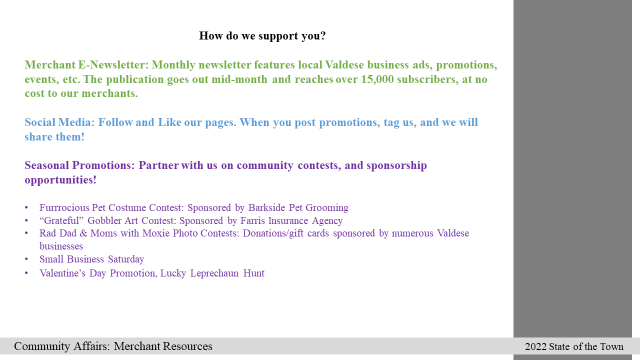 How do we support you?
Merchant E-Newsletter: Monthly newsletter features local Valdese business ads, promotions,
events, etc. The publication goes out mid-month and reaches over 15,000 subscribers, at no
cost to our merchants.
Social Media: Follow and Like our pages. When you post promotions, tag us, and we will
share them!
Seasonal Promotions: Partner with us on community contests, and sponsorship
opportunities!
• Furrrocious Pet Costume Contest: Sponsored by Barkside Pet Grooming
• “Grateful” Gobbler Art Contest: Sponsored by Farris Insurance Agency
• Rad Dad & Moms with Moxie Photo Contests: Donations/gift cards sponsored by numerous Valdese
businesses
• Small Business Saturday
• Valentine’s Day Promotion, Lucky Leprechaun Hunt
Community Affairs: Merchant Resources
2022 State of the Town